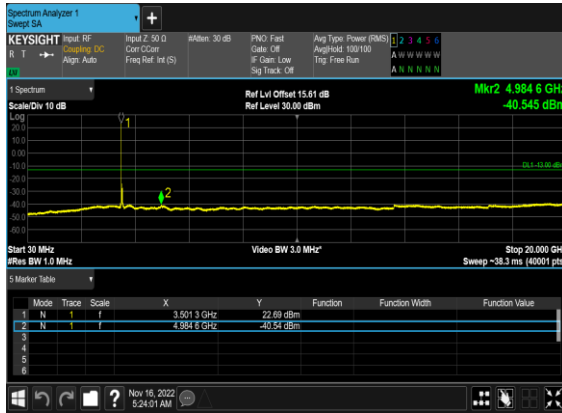 Spectrum Analyzer 1
Swept SA
KEYSIGHT
R T
Input: RF
Coupling: DC
Align: Auto
Input Z: 50 Ω
Corr CCorr
Freq Ref: Int (S)
#Atten: 30 dB
PNO: Fast
Gate: Off
IF Gain: Low
Sig Track: Off
Avg Type: Power (RMS)
Avg|Hold: 100/100
Trig: Free Run
1 2 3 4 5 6
A W W W W W
A N N N N N
1 Spectrum
Scale/Div 10 dB
Log
Ref Lvl Offset 15.61 dB
Ref Level 30.00 dBm
Mkr2 4.984 6 GHz
-40.545 dBm
20.0
10.0
0.00
-10.0
-20.0
-30.0
-40.0
-50.0
-60.0
1
2
DL1 -13.00 dBm
Start 30 MHz
#Res BW 1.0 MHz
Video BW 3.0 MHz*
Stop 20.000 GHz
Sweep ~38.3 ms (40001 pts)
5 Marker Table
Mode Trace Scale X Y Function Function Width Function Value
1 N 1 f 3.501 3 GHz 22.69 dBm
2 N 1 f 4.984 6 GHz -40.54 dBm
3
4
5
6
?
Nov 16, 2022
5:24:01 AM